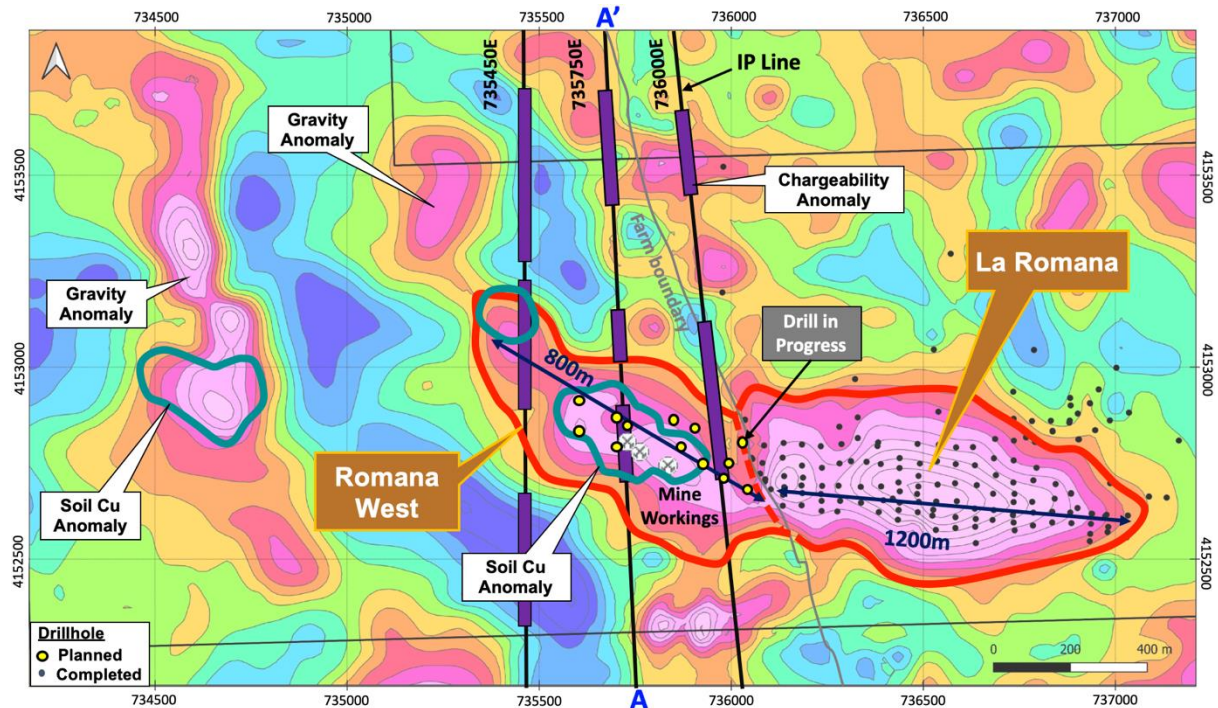 734500
735000
735500
A'
736000
736500
737000
735450E
735750E
736000E
IP Line
Gravity
Anomaly
4153500
4153500
Chargeability
Anomaly
Farm boundary
La Romana
Gravity
Anomaly
Drill in
Progress
4153000
4153000
800m
Soil Cu
Anomaly
Romana
West
Mine
Workings
1200m
Soil Cu
Anomaly
4152500
4152500
Drillhole
Planned
Completed
0 200 400 m
734500
735000
735500
A
736000
736500
737000